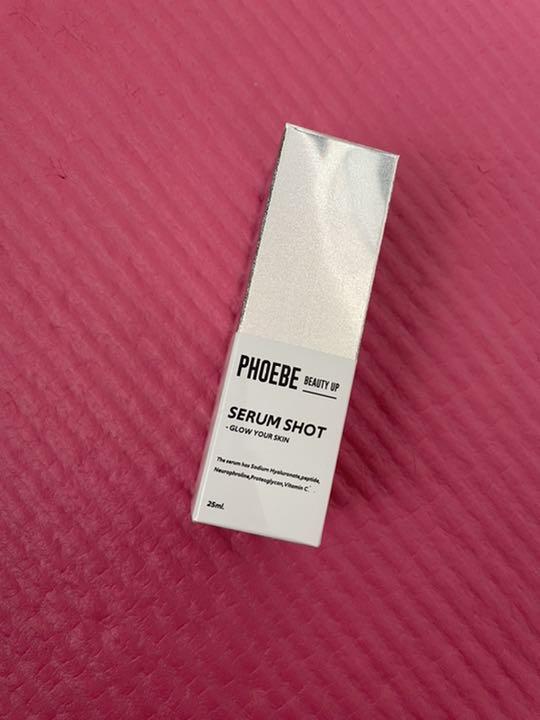 PHOEBE BEAUTY UP
SERUM SHOT
- GLOW YOUR SKIN
The serum has Sodium Hyaluronate,peptide,
Neurophroline,Proteoglycan,Vitamin C.
25ml.